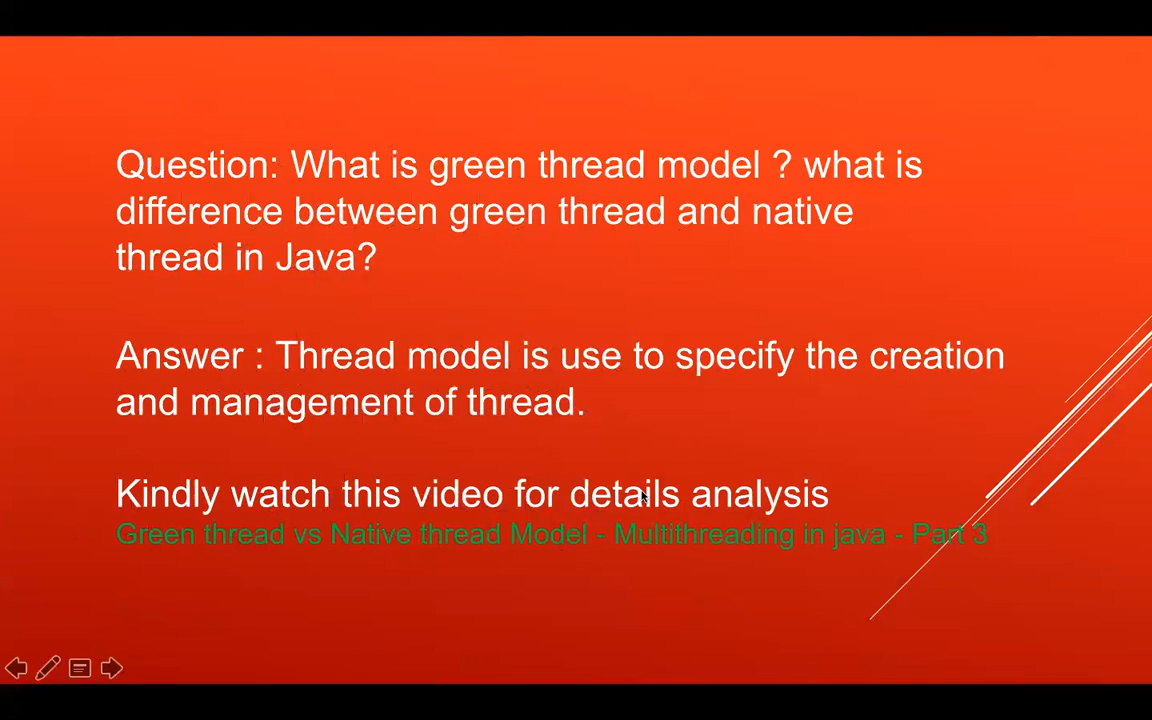 Question: What is green thread model ? what is
difference between green thread and native
thread in Java?
Answer : Thread model is use to specify the creation
and management of thread.
Kindly watch this video for details analysis
Green thread vs Native thread Model - Multithreading in java - Part 3